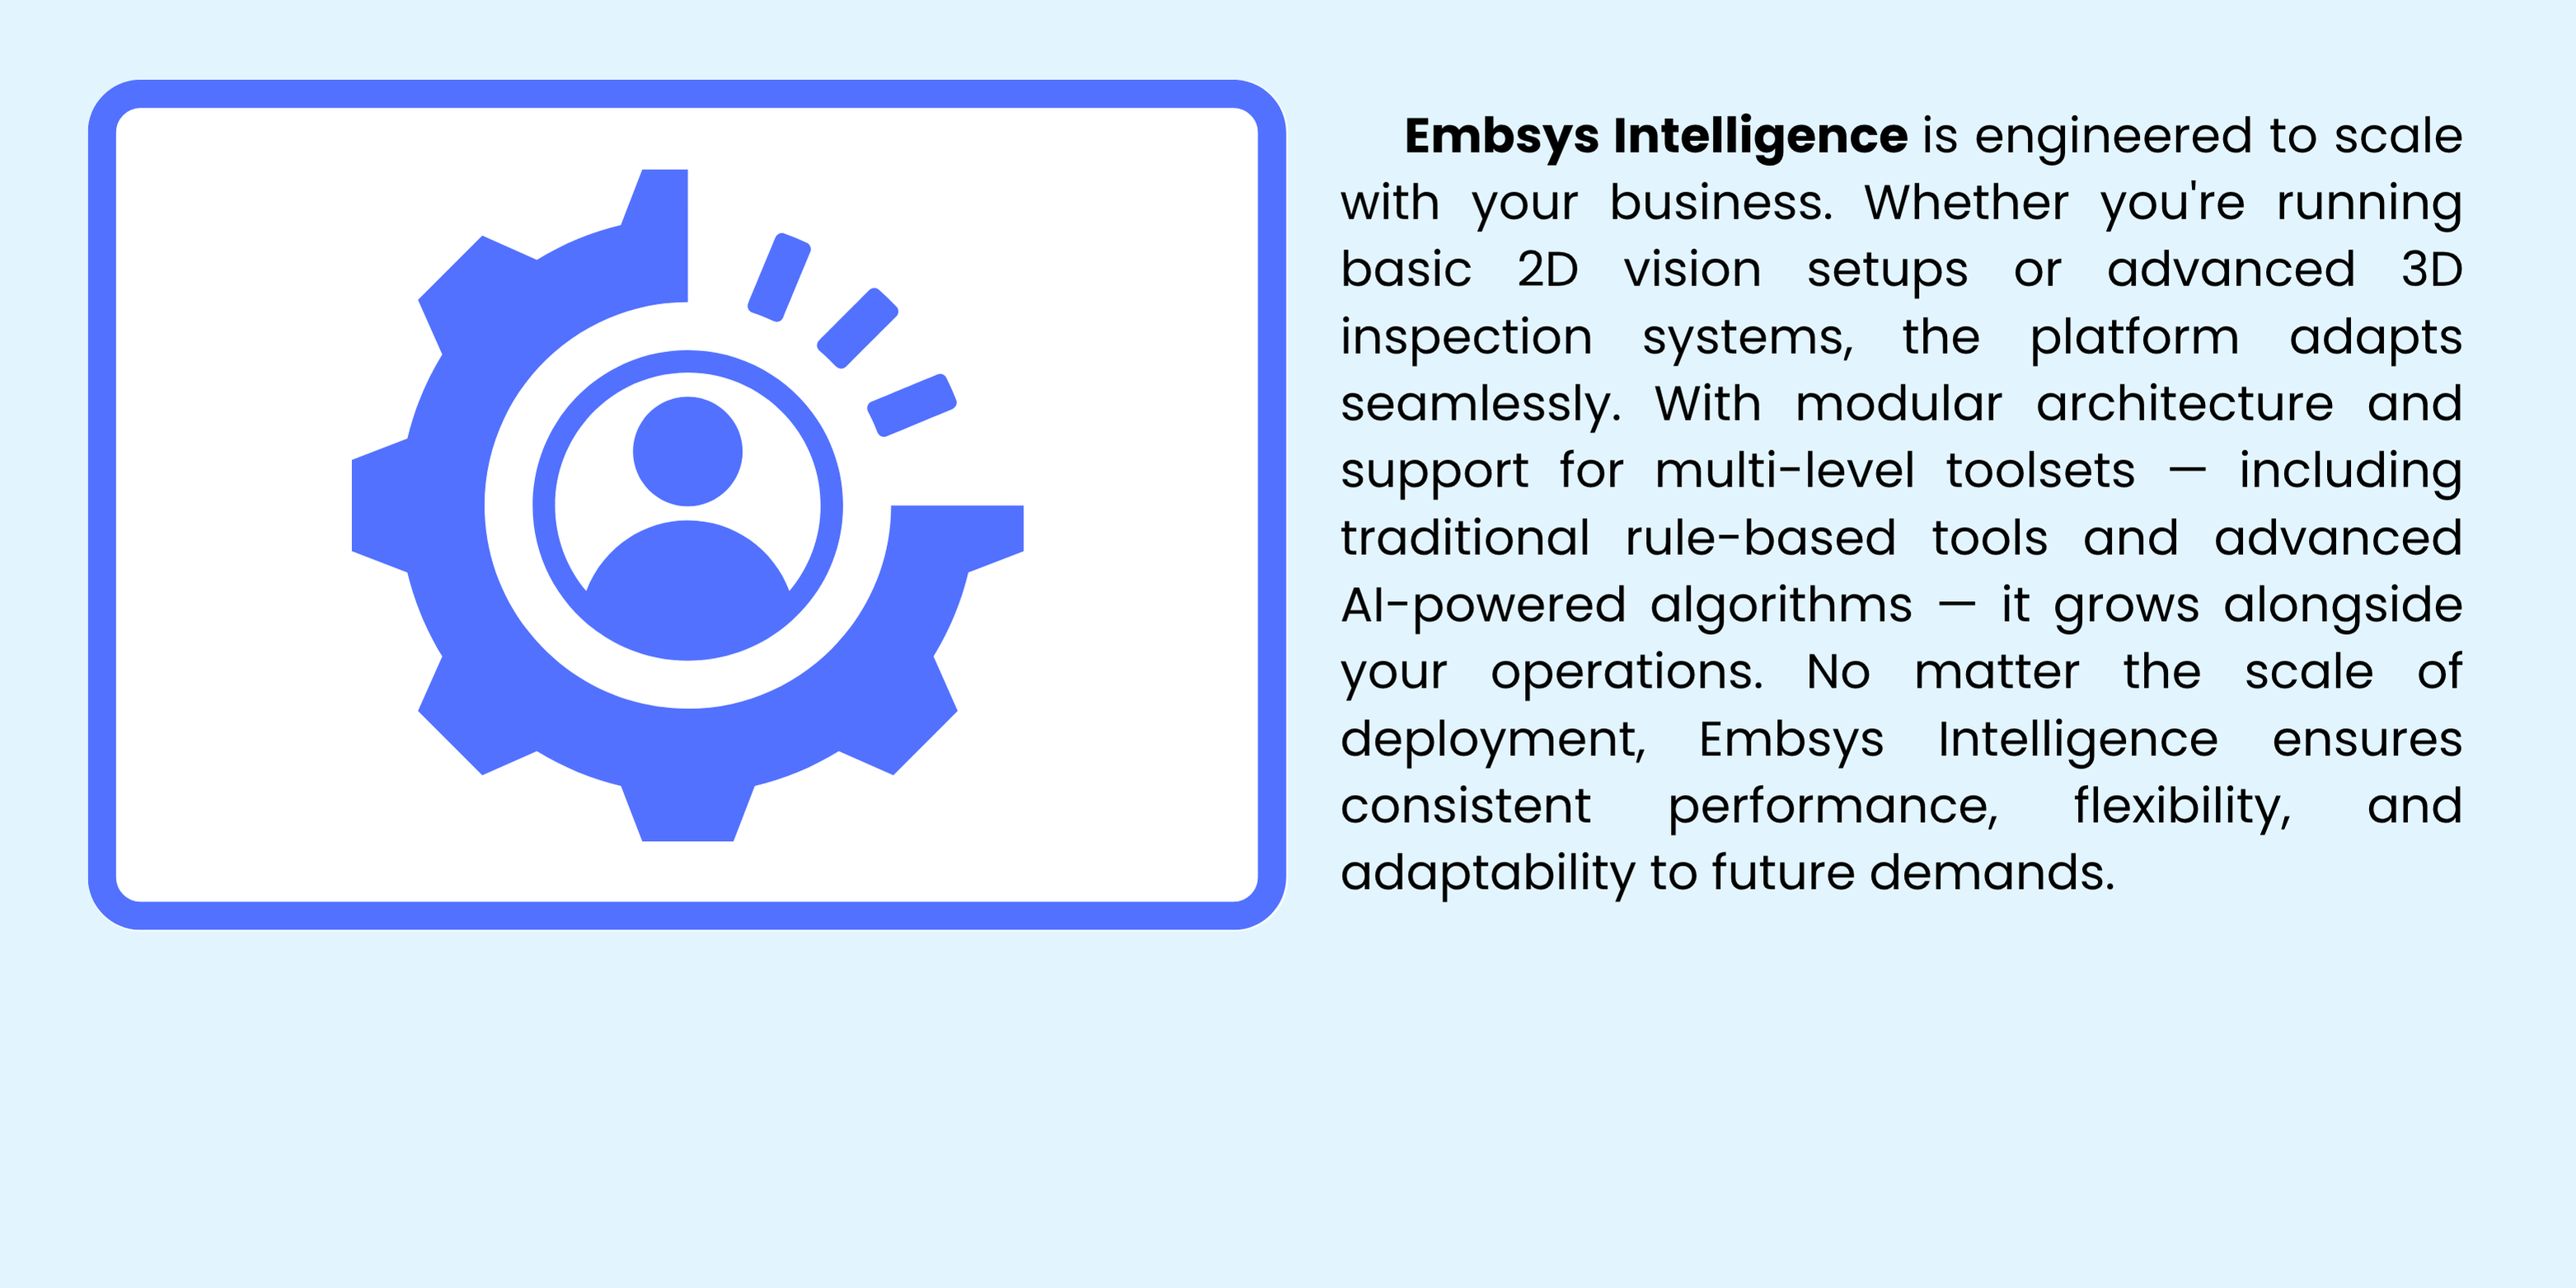 Embsys Intelligence is engineered to scale
with your business. Whether you're running
basic 2D vision setups or advanced 3D
inspection systems, the platform adapts
seamlessly. With modular architecture and
support for multi-level toolsets — including
traditional rule-based tools and advanced
AI-powered algorithms — it grows alongside
your operations. No matter the scale of
deployment, Embsys Intelligence ensures
consistent performance, flexibility, and
adaptability to future demands.